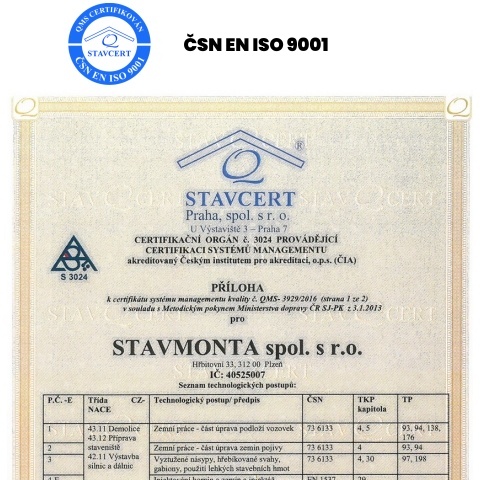 QMS CERTIFIKOVÁN
STAVCERT
ČSN EN ISO 9001
ČSN EN ISO 9001
STAVCERT
®
Q
STAVCERT
Praha, spol. s r. o.
U Výstaviště 3 – Praha 7
CERTIFIKAČNÍ ORGÁN č. 3024 PROVÁDĚJÍCÍ
CERTIFIKACI SYSTÉMŮ MANAGEMENTU
akreditovaný Českým institutem pro akreditaci, o.p.s. (ČIA)
S 3024
PŘÍLOHA
k certifikátu systému managementu kvality č. QMS- 3929/2016 (strana 1 ze 2)
v souladu s Metodickým pokynem Ministerstva dopravy ČR SJ-PK z 3.1.2013
pro
STAVMONTA spol. s r.o.
Hřbitovní 33, 312 00 Plzeň
IČ: 40525007
Seznam technologických postupů:
P.Č. -E Třída CZ-NACE Technologický postup/ předpis ČSN TKP kapitola TP
43.11 Demolice
43.12 Příprava staveniště
42.11 Výstavba silnic a dálnic
1 Zemní práce - část úprava podloží vozovek 73 6133 4, 5 93, 94, 138, 176
2 Zemní práce - část úprava zemin pojivy 73 6133 4 93, 94
3 Vyztužené násypy, hřebíkované svahy, gabiony, použití lehkých stavebních hmot 73 6133 4, 30 97, 198